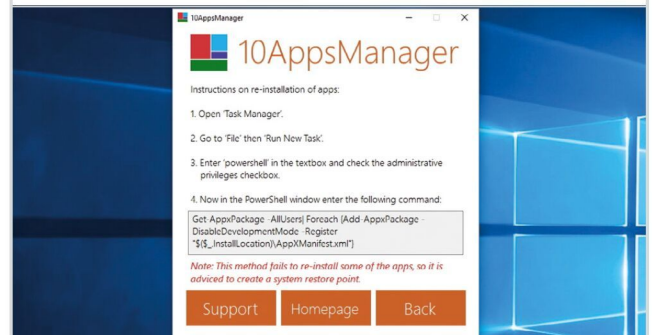 10AppsManager
10AppsManager
Instructions on re-installation of apps:
1. Open 'Task Manager'.
2. Go to 'File' then 'Run New Task'.
3. Enter 'powershell' in the textbox and check the administrative
privileges checkbox.
4. Now in the PowerShell window enter the following command:
Get-AppxPackage -AllUsers| Foreach {Add-AppxPackage -
DisableDevelopmentMode -Register
"$($_.InstallLocation)\AppXManifest.xml"}
Note: This method fails to re-install some of the apps, so it is
adviced to create a system restore point.
Support Homepage Back